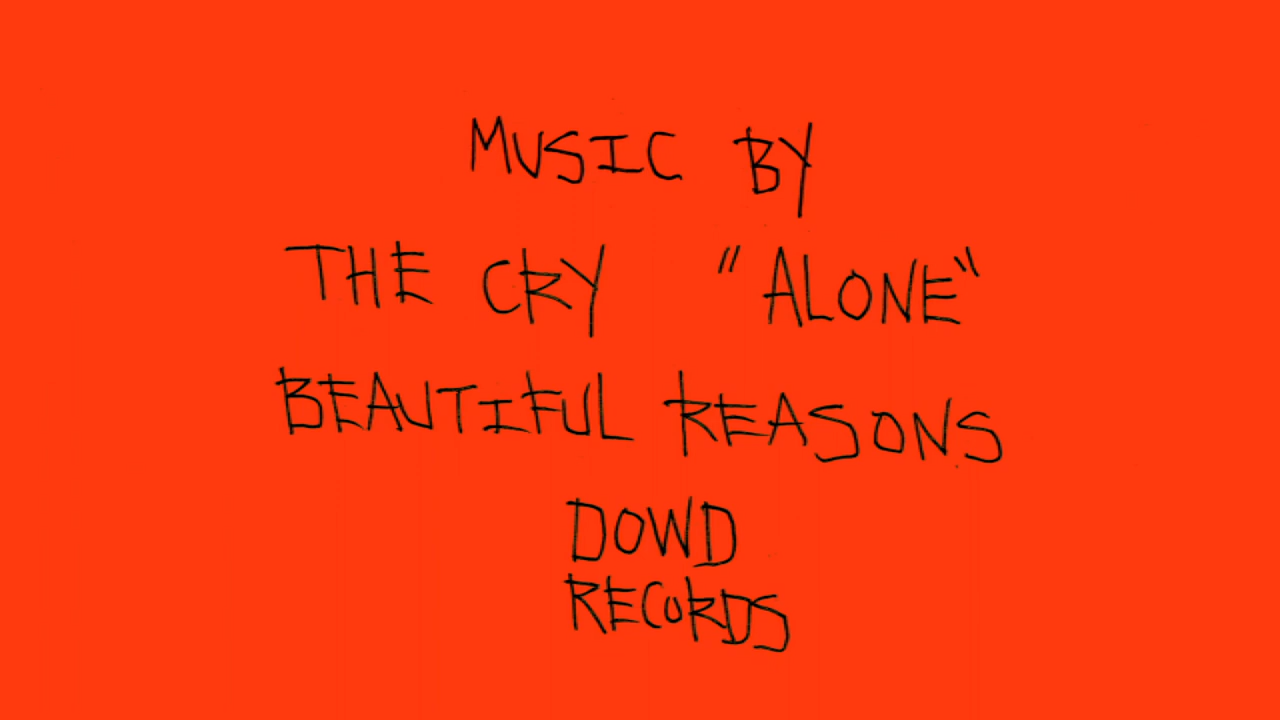 MUSIC BY
THE CRY "ALONE"
BEAUTIFUL REASONS
DOWD
RECORDS